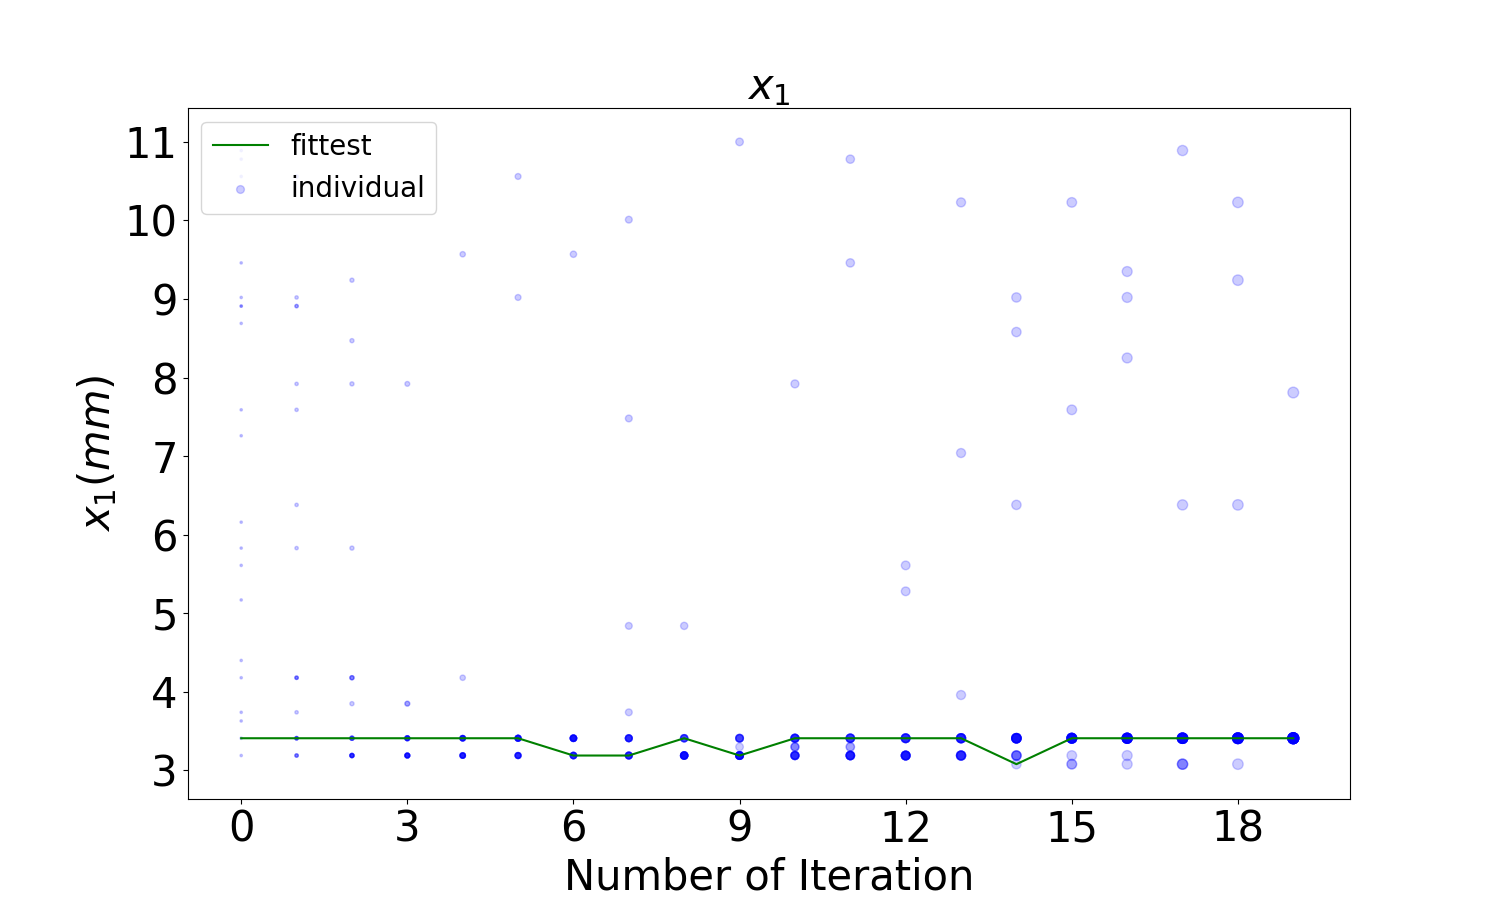 x₁
fittest
individual
11
10
9
8
7
6
5
4
3
x₁(mm)
0 3 6 9 12 15 18
Number of Iteration